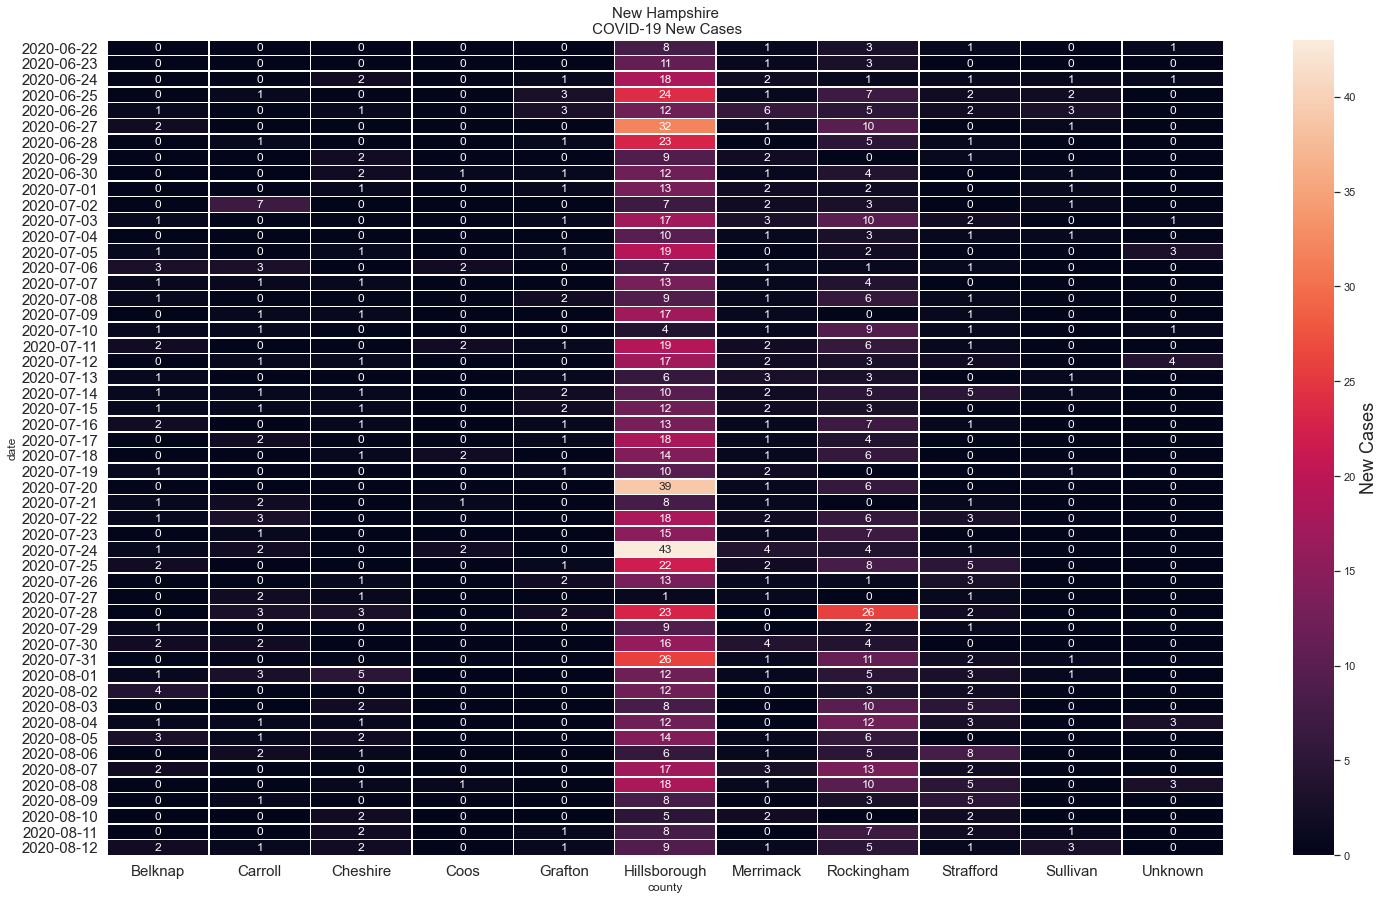 New Hampshire
COVID-19 New Cases
2020-06-22 0 0 0 0 0 8 1 3 1 0 1
2020-06-23 0 0 0 0 0 11 1 3 0 0 0
2020-06-24 0 0 2 0 1 18 2 1 1 1 1
2020-06-25 0 1 0 0 3 24 1 7 2 2 0
2020-06-26 1 0 1 0 3 12 6 5 2 3 0
2020-06-27 2 0 0 0 0 32 1 10 0 1 0
2020-06-28 0 1 0 0 1 23 0 5 1 0 0
2020-06-29 0 0 2 0 0 9 2 0 1 0 0
2020-06-30 0 0 2 1 1 12 1 4 0 1 0
2020-07-01 0 0 1 0 1 13 2 2 0 1 0
2020-07-02 0 7 0 0 0 7 2 3 0 1 0
2020-07-03 1 0 0 0 1 17 3 10 2 0 1
2020-07-04 0 0 0 0 0 10 1 3 1 1 0
2020-07-05 1 0 1 0 1 19 0 2 0 0 3
2020-07-06 3 3 0 2 0 7 1 1 1 0 0
2020-07-07 1 1 1 0 0 13 1 4 0 0 0
2020-07-08 1 0 0 0 2 9 1 6 1 0 0
2020-07-09 0 1 1 0 0 17 1 0 1 0 0
2020-07-10 1 1 0 0 0 4 1 9 1 0 1
2020-07-11 2 0 0 2 1 19 2 6 1 0 0
2020-07-12 0 1 1 0 0 17 2 3 2 0 4
2020-07-13 1 0 0 0 1 6 3 3 0 1 0
2020-07-14 1 1 1 0 2 10 2 5 5 1 0
2020-07-15 1 1 1 0 2 12 2 3 0 0 0
2020-07-16 2 0 1 0 1 13 1 7 1 0 0
2020-07-17 0 2 0 0 1 18 1 4 0 0 0
2020-07-18 0 0 1 2 0 14 1 6 0 0 0
2020-07-19 1 0 0 0 1 10 2 0 0 1 0
2020-07-20 0 0 0 0 0 39 1 6 0 0 0
2020-07-21 1 2 0 1 0 8 1 0 1 0 0
2020-07-22 1 3 0 0 0 18 2 6 3 0 0
2020-07-23 0 1 0 0 0 15 1 7 0 0 0
2020-07-24 1 2 0 2 0 43 4 4 1 0 0
2020-07-25 2 0 0 0 1 22 2 8 5 0 0
2020-07-26 0 0 1 0 2 13 1 1 3 0 0
2020-07-27 0 2 1 0 0 1 1 0 1 0 0
2020-07-28 0 3 3 0 2 23 0 26 2 0 0
2020-07-29 1 0 0 0 0 9 0 2 1 0 0
2020-07-30 2 2 0 0 0 16 4 4 0 0 0
2020-07-31 0 0 0 0 0 26 1 11 2 1 0
2020-08-01 1 3 5 0 0 12 1 5 3 1 0
2020-08-02 4 0 0 0 0 12 0 3 2 0 0
2020-08-03 0 0 2 0 0 8 0 10 5 0 0
2020-08-04 1 1 1 0 0 12 0 12 3 0 3
2020-08-05 3 1 2 0 0 14 1 6 0 0 0
2020-08-06 0 2 1 0 0 6 1 5 8 0 0
2020-08-07 2 0 0 0 0 17 3 13 2 0 0
2020-08-08 0 0 1 1 0 18 1 10 5 0 3
2020-08-09 0 1 0 0 0 8 0 3 5 0 0
2020-08-10 0 0 2 0 0 5 2 0 2 0 0
2020-08-11 0 0 2 0 1 8 0 7 2 1 0
2020-08-12 2 1 2 0 1 9 1 5 1 3 0
Belknap Carroll Cheshire Coos Grafton Hillsborough Merrimack Rockingham Strafford Sullivan Unknown
county
date
40
35
30
25
20
15
10
5
0
New Cases